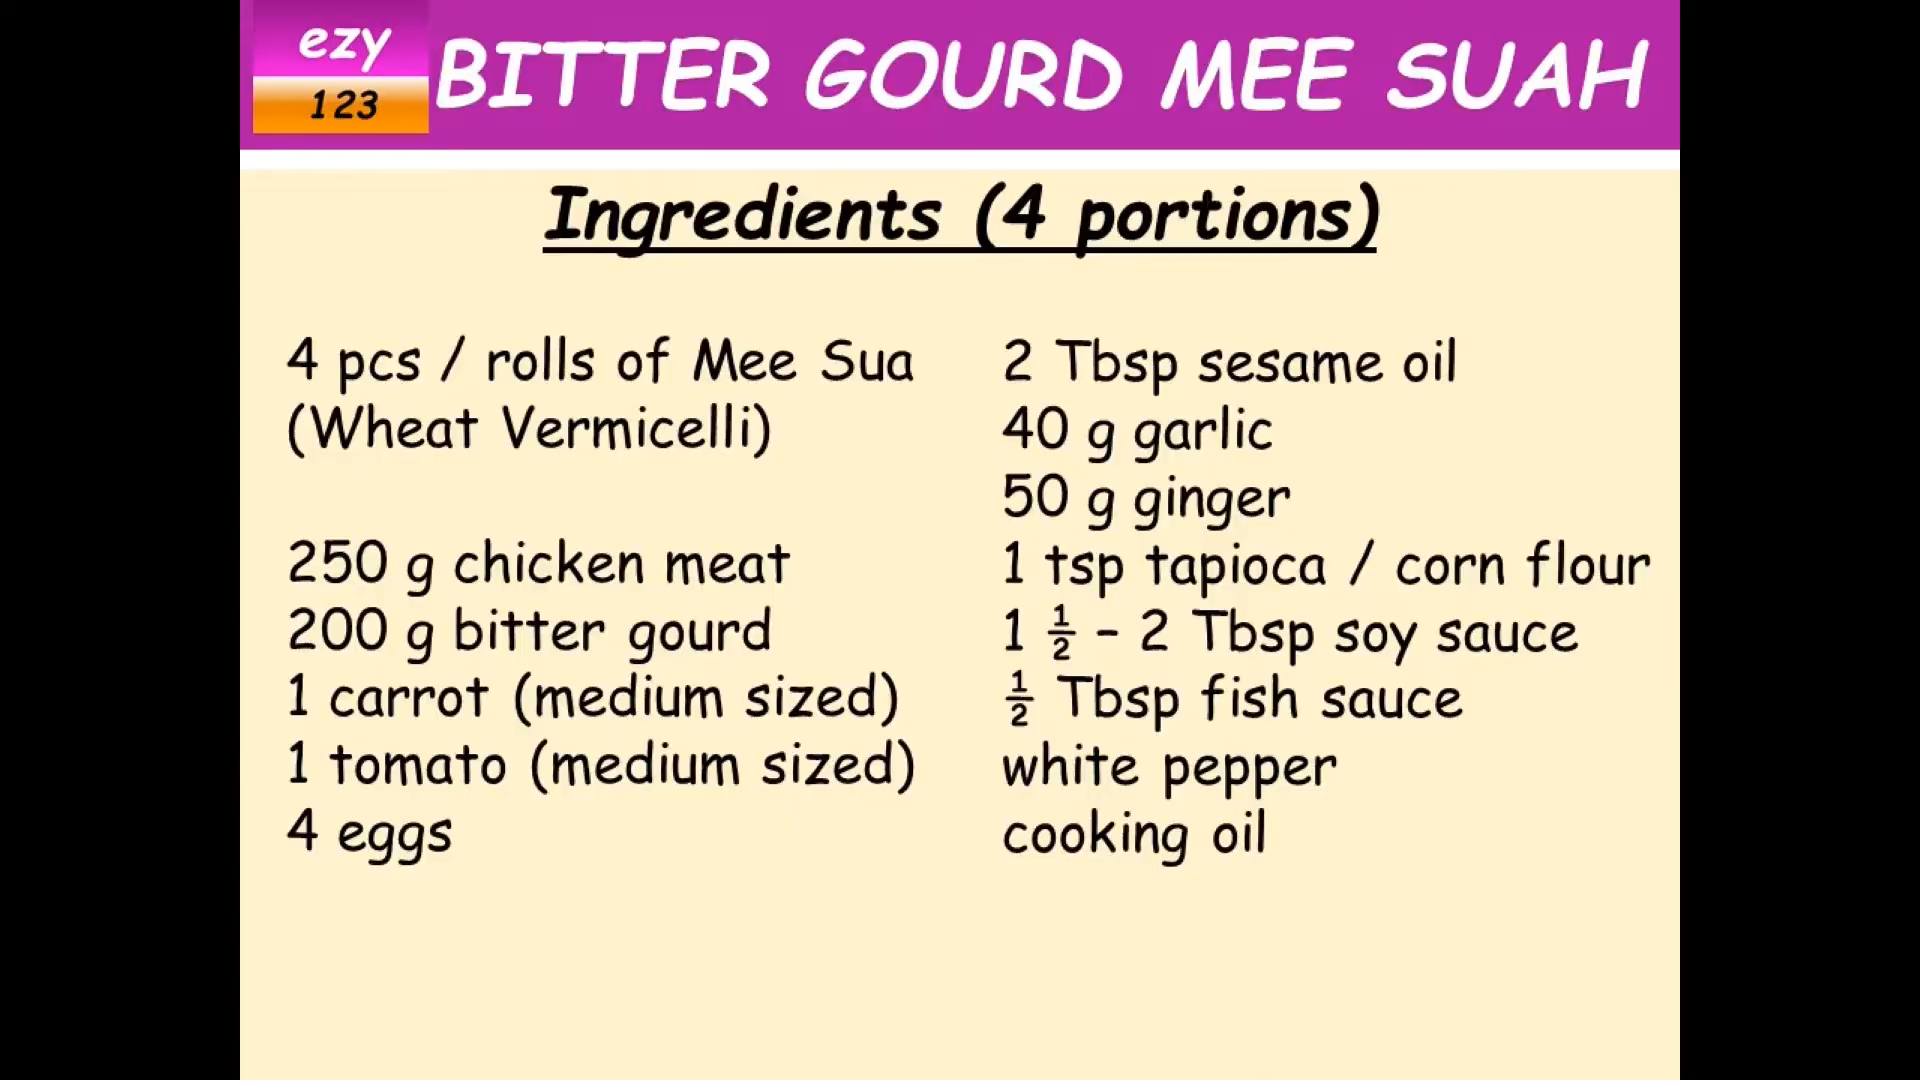 ezy
123
BITTER GOURD MEE SUAH
Ingredients (4 portions)
4 pcs / rolls of Mee Sua
(Wheat Vermicelli)
250 g chicken meat
200 g bitter gourd
1 carrot (medium sized)
1 tomato (medium sized)
4 eggs
2 Tbsp sesame oil
40 g garlic
50 g ginger
1 tsp tapioca / corn flour
1 ½ – 2 Tbsp soy sauce
½ Tbsp fish sauce
white pepper
cooking oil